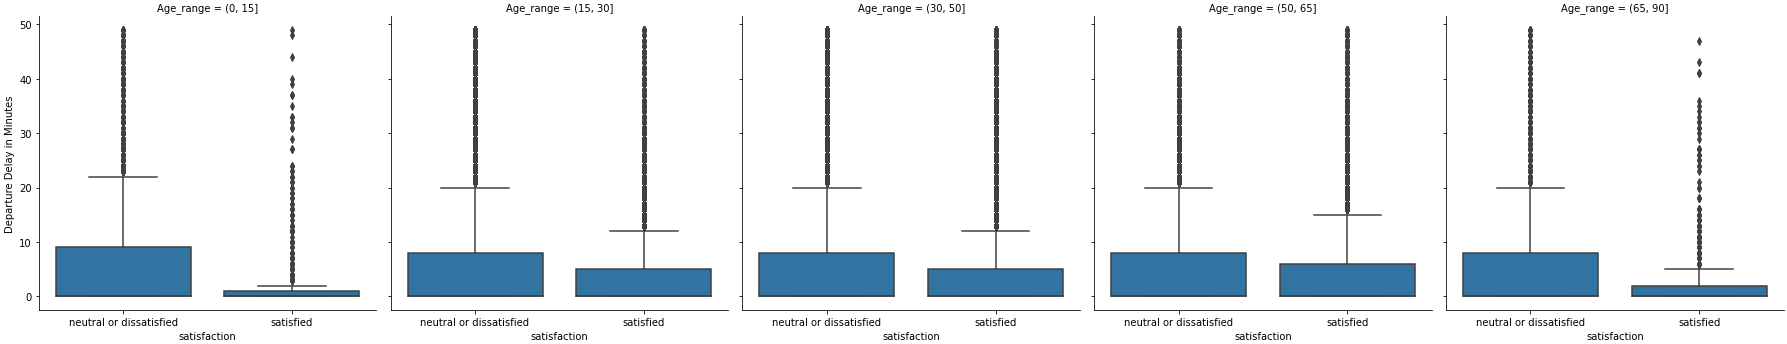 Age_range = (0, 15]
Age_range = (15, 30]
Age_range = (30, 50]
Age_range = (50, 65]
Age_range = (65, 90]
Departure Delay in Minutes
50
40
30
20
10
0
neutral or dissatisfied
satisfied
neutral or dissatisfied
satisfied
neutral or dissatisfied
satisfied
neutral or dissatisfied
satisfied
neutral or dissatisfied
satisfied
satisfaction
satisfaction
satisfaction
satisfaction
satisfaction